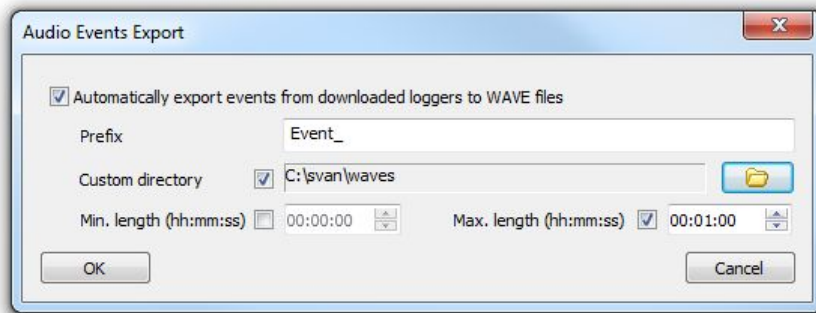 Audio Events Export
Automatically export events from downloaded loggers to WAVE files
Prefix Event_
Custom directory C:\svan\waves
Min. length (hh:mm:ss) 00:00:00 Max. length (hh:mm:ss) 00:01:00
OK Cancel